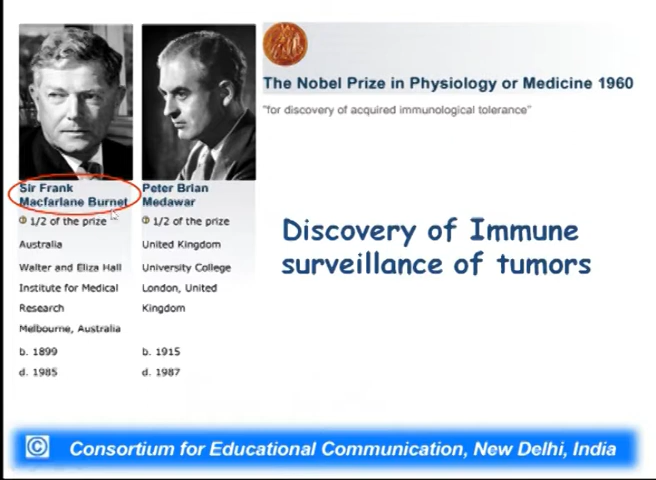 The Nobel Prize in Physiology or Medicine 1960
"for discovery of acquired immunological tolerance"
Sir Frank
Macfarlane Burnet
1/2 of the prize
Australia
Walter and Eliza Hall
Institute for Medical
Research
Melbourne, Australia
b. 1899
d. 1985
Peter Brian
Medawar
1/2 of the prize
United Kingdom
University College
London, United
Kingdom
b. 1915
d. 1987
Discovery of Immune
surveillance of tumors
© Consortium for Educational Communication, New Delhi, India